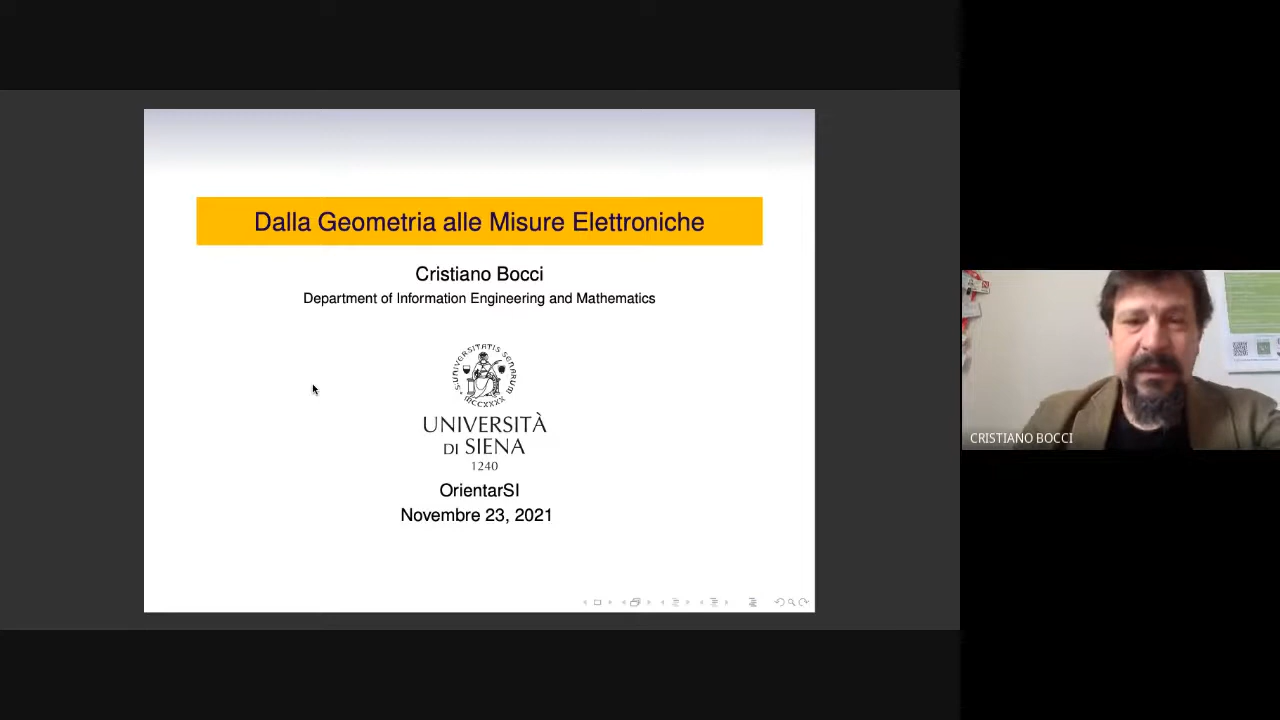 Dalla Geometria alle Misure Elettroniche
Cristiano Bocci
Department of Information Engineering and Mathematics
UNIVERSITÀ
DI SIENA
1240
OrientarSI
Novembre 23, 2021
CRISTIANO BOCCI